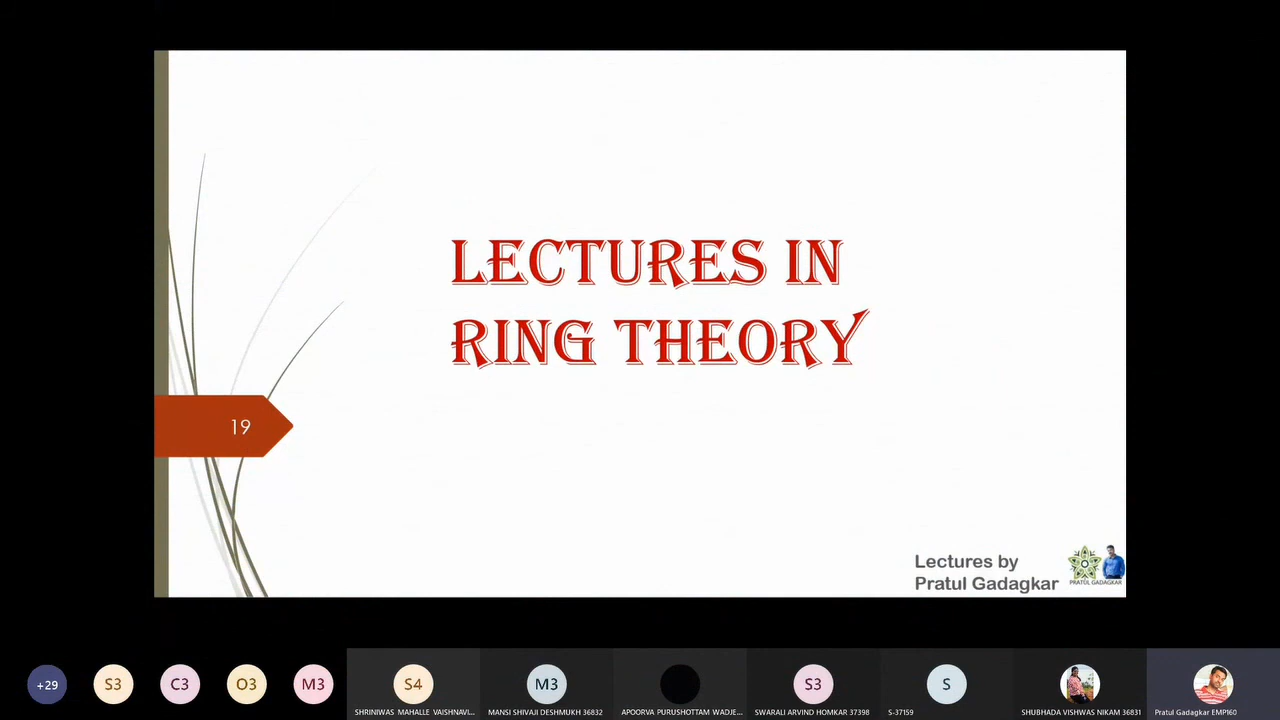 LECTURES IN
RING THEORY
19
Lectures by
Pratul Gadagkar
PRATUL GADAGKAR
+29
S3
C3
O3
M3
S4
SHRINIWAS MAHALLE VAISHNAVI...
M3
MANSI SHIVAJI DESHMUKH 36832
APOORVA PURUSHOTTAM WADJE...
S3
SWARALI ARVIND HOMKAR 37398
S
S-37159
SHUBHADA VISHWAS NIKAM 36831
Pratul Gadagkar EMP160